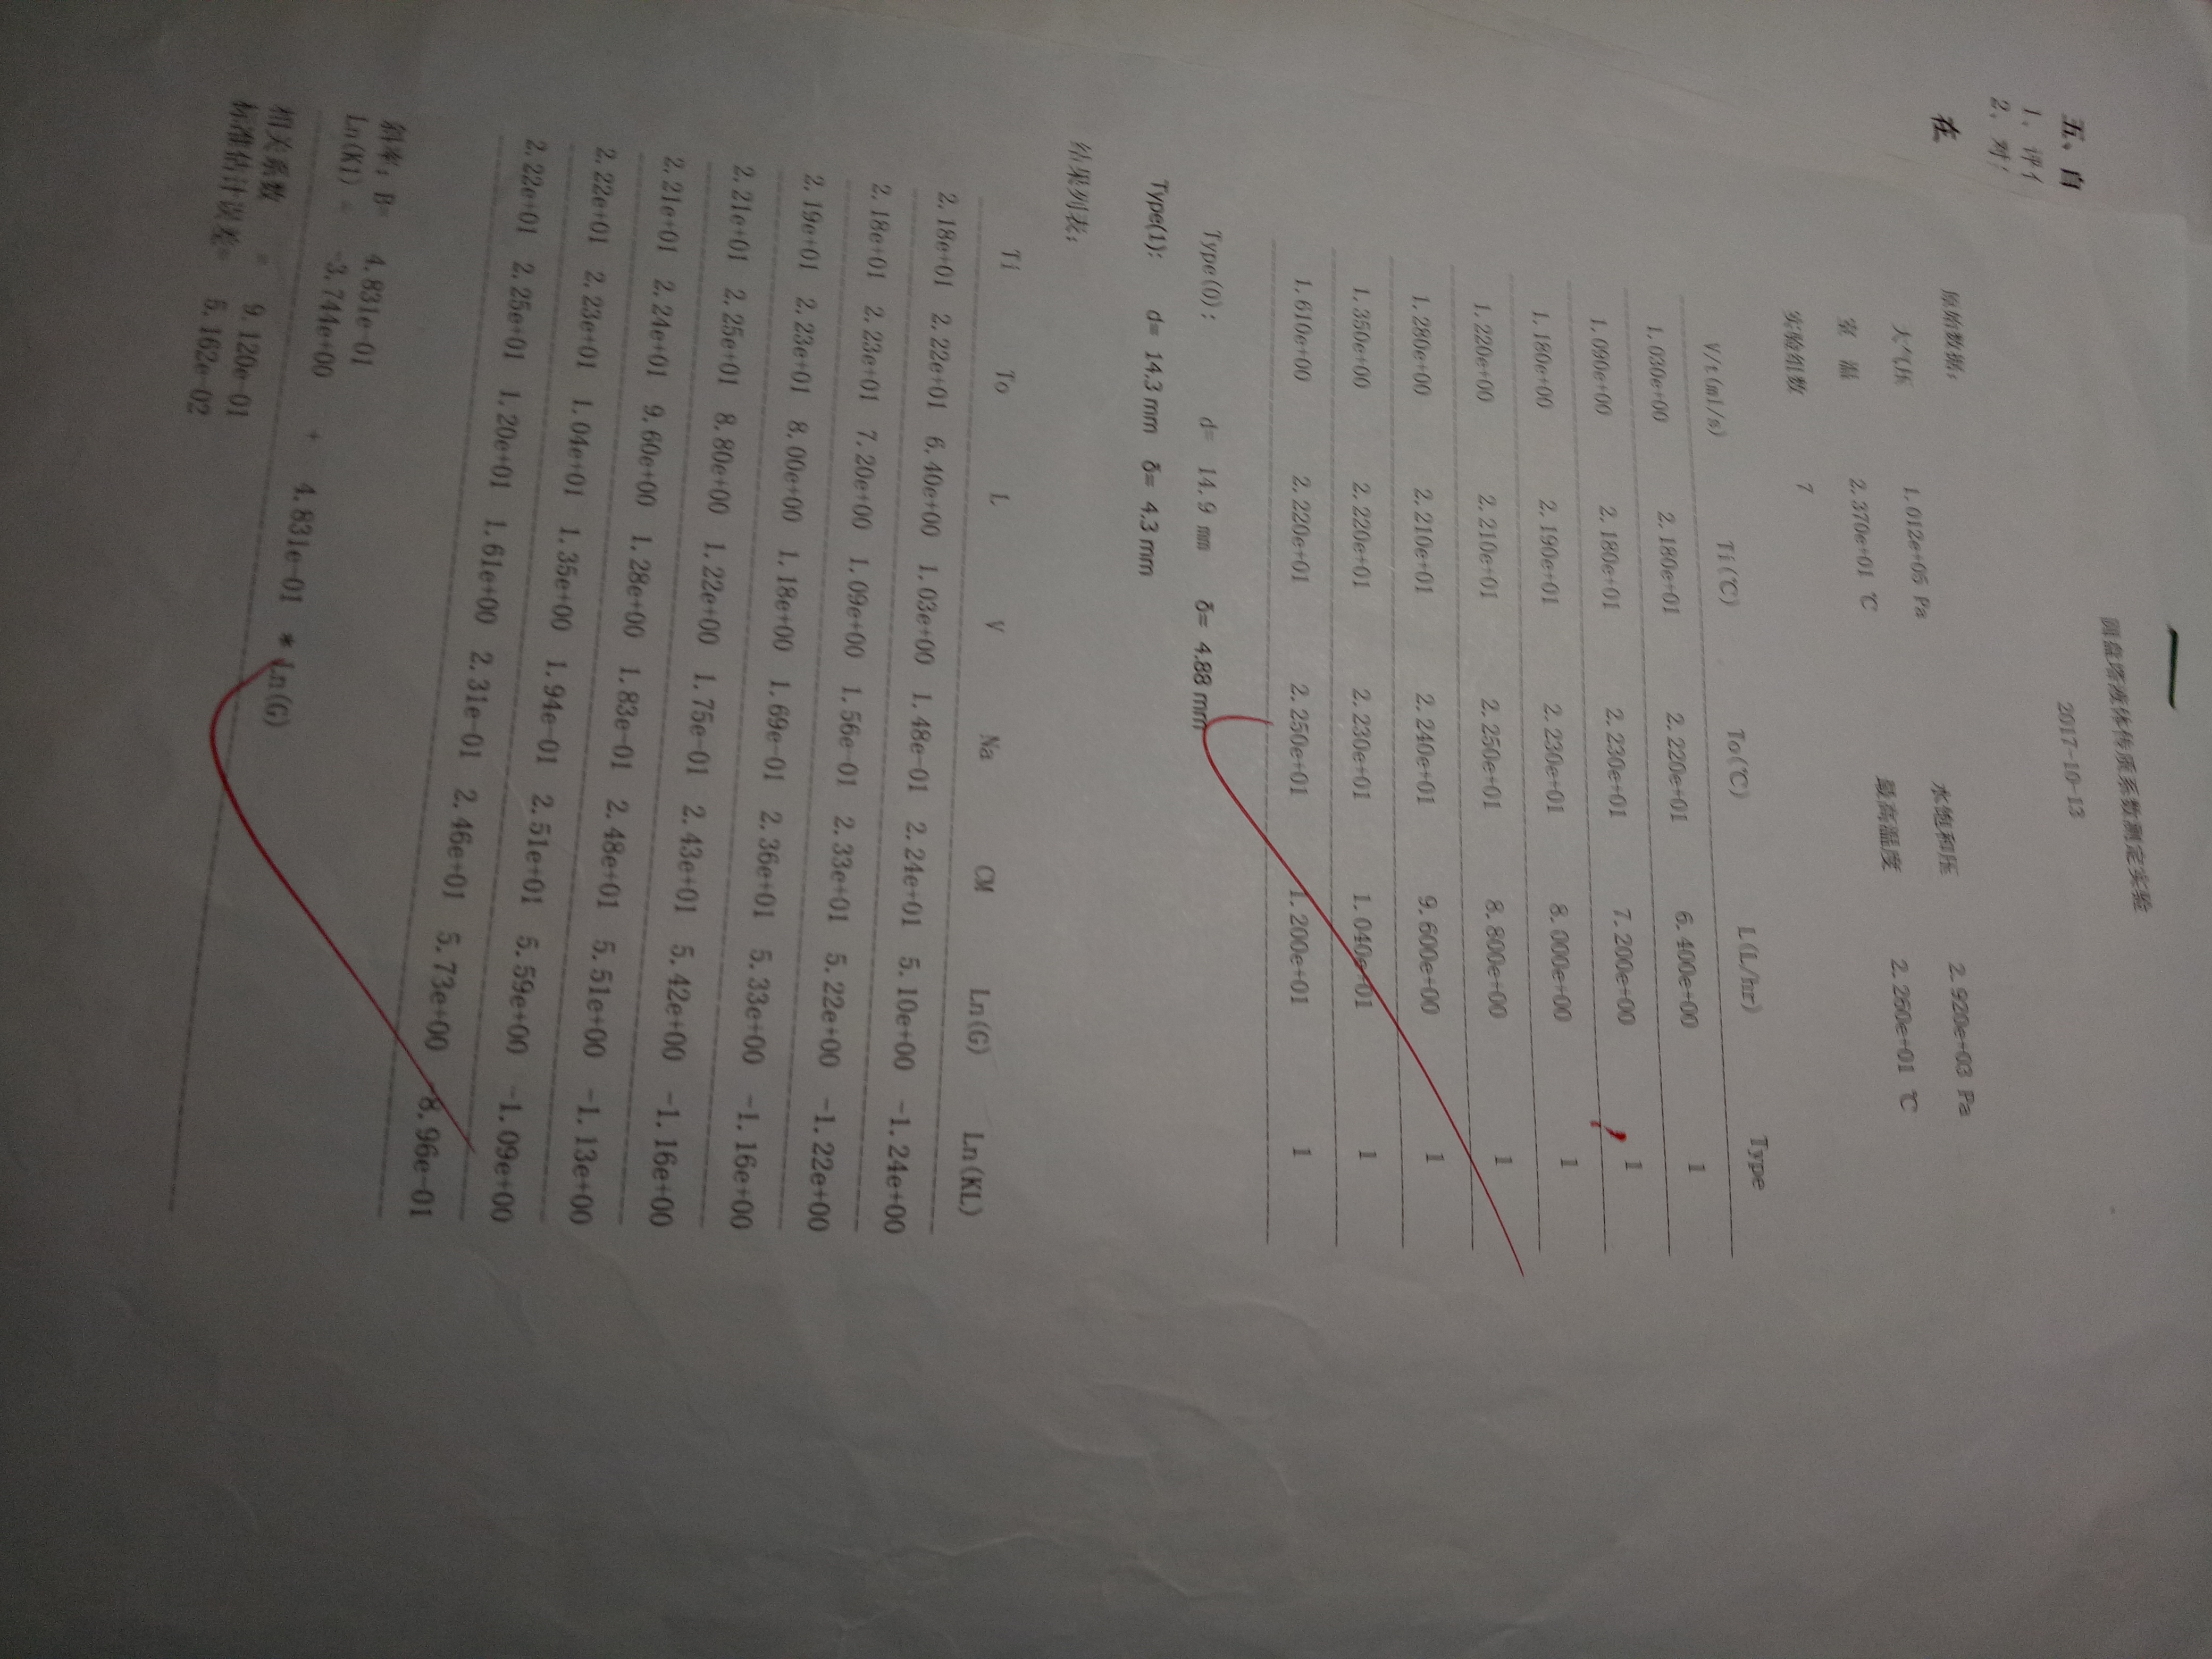 五、自
1、评
2、对
在
圆盘塔液体传质系数测定实验
2017-10-13
原始数据:
大气压 1.012e+05 Pa 水饱和压 2.920e+03 Pa
室 温 2.370e+01 ℃ 最高温度 2.260e+01 ℃
实验组数 7
V/t(ml/s) Ti(℃) To(℃) L(L/hr) Type
1.030e+00 2.180e+01 2.220e+01 6.400e+00 1
1.090e+00 2.180e+01 2.230e+01 7.200e+00 1
1.180e+00 2.190e+01 2.230e+01 8.000e+00 1
1.220e+00 2.210e+01 2.250e+01 8.800e+00 1
1.280e+00 2.210e+01 2.240e+01 9.600e+00 1
1.350e+00 2.220e+01 2.230e+01 1.040e+01 1
1.610e+00 2.220e+01 2.250e+01 1.200e+01 1
Type(0): d= 14.9 mm δ= 4.88 mm
Type(1): d= 14.3 mm δ= 4.3 mm
结果列表:
Ti To L V Na CM Ln(G) Ln(KL)
2.18e+01 2.22e+01 6.40e+00 1.03e+00 1.48e-01 2.24e+01 5.10e+00 -1.24e+00
2.18e+01 2.23e+01 7.20e+00 1.09e+00 1.56e-01 2.33e+01 5.22e+00 -1.22e+00
2.19e+01 2.23e+01 8.00e+00 1.18e+00 1.69e-01 2.36e+01 5.33e+00 -1.16e+00
2.21e+01 2.25e+01 8.80e+00 1.22e+00 1.75e-01 2.43e+01 5.42e+00 -1.16e+00
2.21e+01 2.24e+01 9.60e+00 1.28e+00 1.83e-01 2.48e+01 5.51e+00 -1.13e+00
2.22e+01 2.23e+01 1.04e+01 1.35e+00 1.94e-01 2.51e+01 5.59e+00 -1.09e+00
2.22e+01 2.25e+01 1.20e+01 1.61e+00 2.31e-01 2.46e+01 5.73e+00 -8.96e-01
斜率: B= 4.831e-01
Ln(Kl) = -3.744e+00 + 4.831e-01 * Ln(G)
相关系数 = 9.120e-01
标准估计误差= 5.162e-02